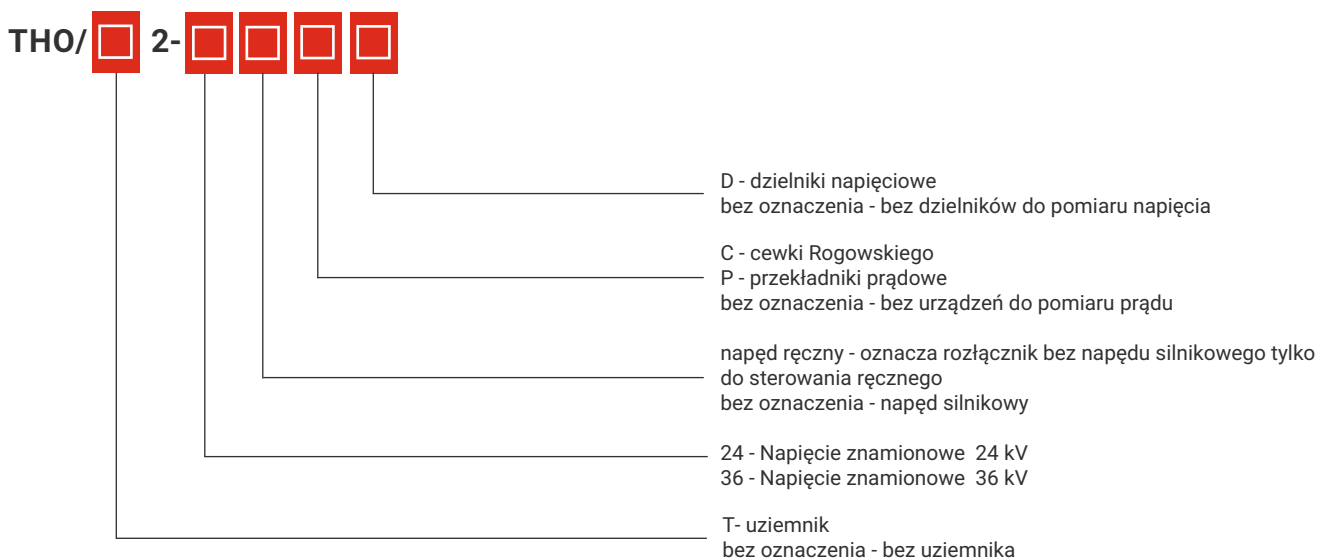 THO/ 2-
D - dzielniki napięciowe
bez oznaczenia - bez dzielników do pomiaru napięcia
C - cewki Rogowskiego
P - przekładniki prądowe
bez oznaczenia - bez urządzeń do pomiaru prądu
napęd ręczny - oznacza rozłącznik bez napędu silnikowego tylko
do sterowania ręcznego
bez oznaczenia - napęd silnikowy
24 - Napięcie znamionowe 24 kV
36 - Napięcie znamionowe 36 kV
T- uziemnik
bez oznaczenia - bez uziemnika